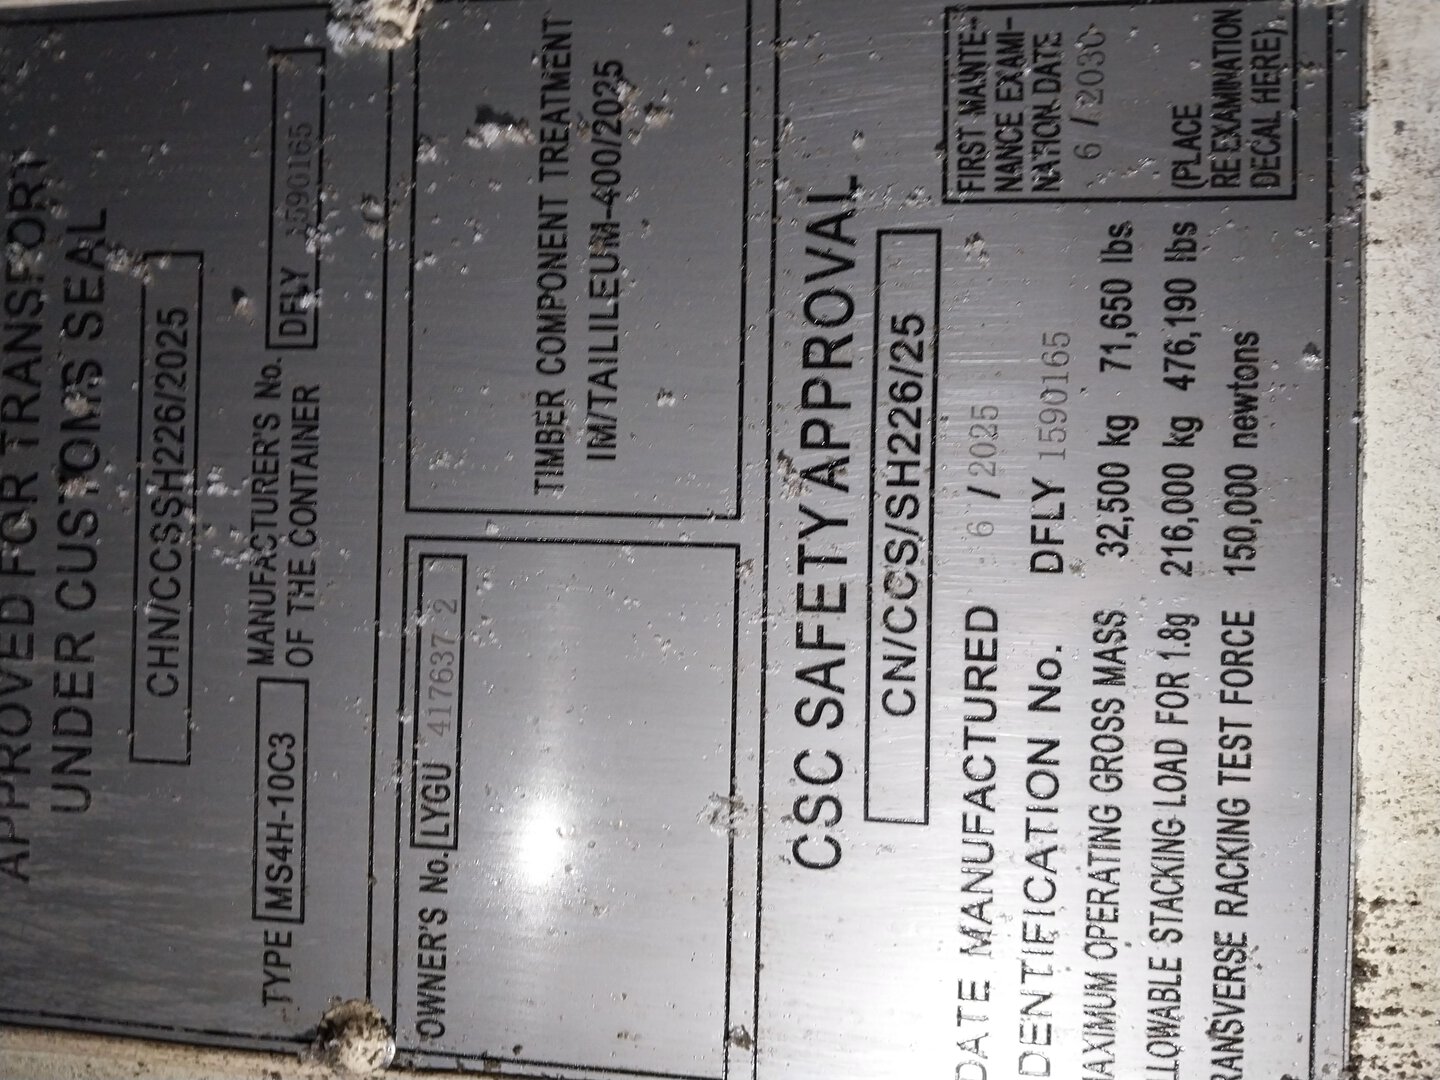 APPROVED FOR TRANSPORT
UNDER CUSTOMS SEAL
CHN/CCSSH226/2025
TYPE MS4H-10C3 MANUFACTURER'S No.
OF THE CONTAINER DFLY 1590165
OWNER'S No. LYGU 417637 2
TIMBER COMPONENT TREATMENT
IM/TAILILEUM-400/2025
CSC SAFETY APPROVAL
CN/CCS/SH226/25
DATE MANUFACTURED 6 / 2025
DENTIFICATION No. DFLY 1590165
AXIMUM OPERATING GROSS MASS 32,500 kg 71,650 lbs.
LLOWABLE STACKING LOAD FOR 1.8g 216,000 kg 476,190 lbs
RANSVERSE RACKING TEST FORCE 150,000 newtons
FIRST MAINTE-
NANCE EXAMI-
NATION DATE
6 / 2030
(PLACE
RE EXAMINATION
DECAL HERE)